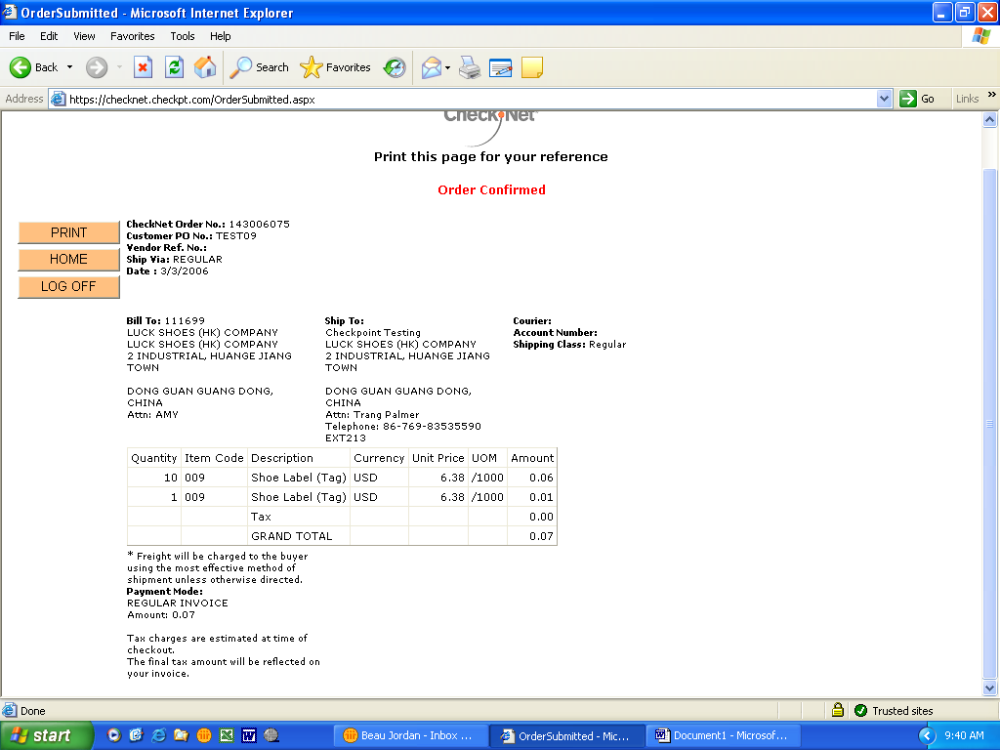 OrderSubmitted - Microsoft Internet Explorer
File Edit View Favorites Tools Help
Back Search Favorites
Address https://checknet.checkpt.com/OrderSubmitted.aspx Go Links »
Check Net
Print this page for your reference
Order Confirmed
PRINT
HOME
LOG OFF
CheckNet Order No.: 143006075
Customer PO No.: TEST09
Vendor Ref. No.:
Ship Via: REGULAR
Date : 3/3/2006
Bill To: 111699
LUCK SHOES (HK) COMPANY
LUCK SHOES (HK) COMPANY
2 INDUSTRIAL, HUANGE JIANG
TOWN
DONG GUAN GUANG DONG,
CHINA
Attn: AMY
Ship To:
Checkpoint Testing
LUCK SHOES (HK) COMPANY
2 INDUSTRIAL, HUANGE JIANG
TOWN
DONG GUAN GUANG DONG,
CHINA
Attn: Trang Palmer
Telephone: 86-769-83535590
EXT213
Courier:
Account Number:
Shipping Class: Regular
Quantity Item Code Description Currency Unit Price UOM Amount
10 009 Shoe Label (Tag) USD 6.38 /1000 0.06
1 009 Shoe Label (Tag) USD 6.38 /1000 0.01
Tax 0.00
GRAND TOTAL 0.07
* Freight will be charged to the buyer
using the most effective method of
shipment unless otherwise directed.
Payment Mode:
REGULAR INVOICE
Amount: 0.07
Tax charges are estimated at time of
checkout.
The final tax amount will be reflected on
your invoice.
Done Trusted sites
start Beau Jordan - Inbox ... OrderSubmitted - Mic... Document1 - Microsof... 9:40 AM